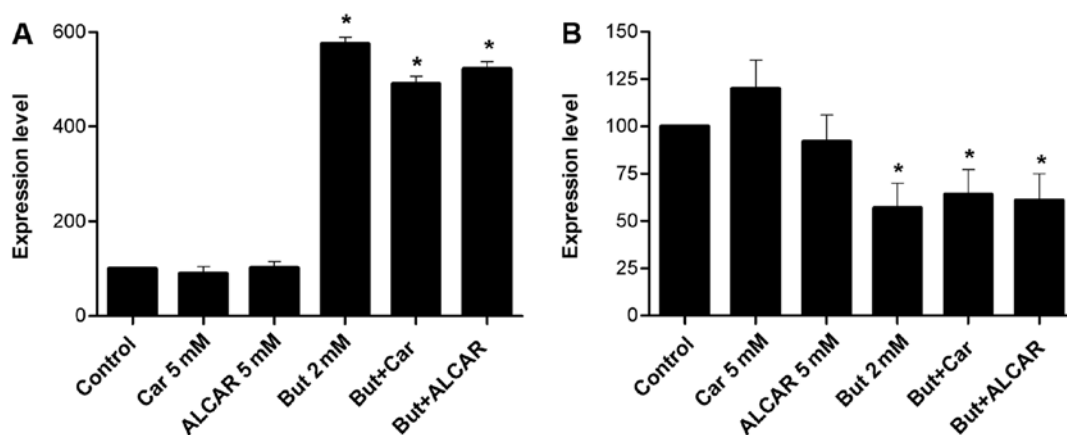 A
Expression level
600
400
200
0
*
*
*
Control
Car 5 mM
ALCAR 5 mM
But 2 mM
But+Car
But+ALCAR
B
Expression level
150
125
100
75
50
25
0
*
*
*
Control
Car 5 mM
ALCAR 5 mM
But 2mM
But+Car
But+ALCAR